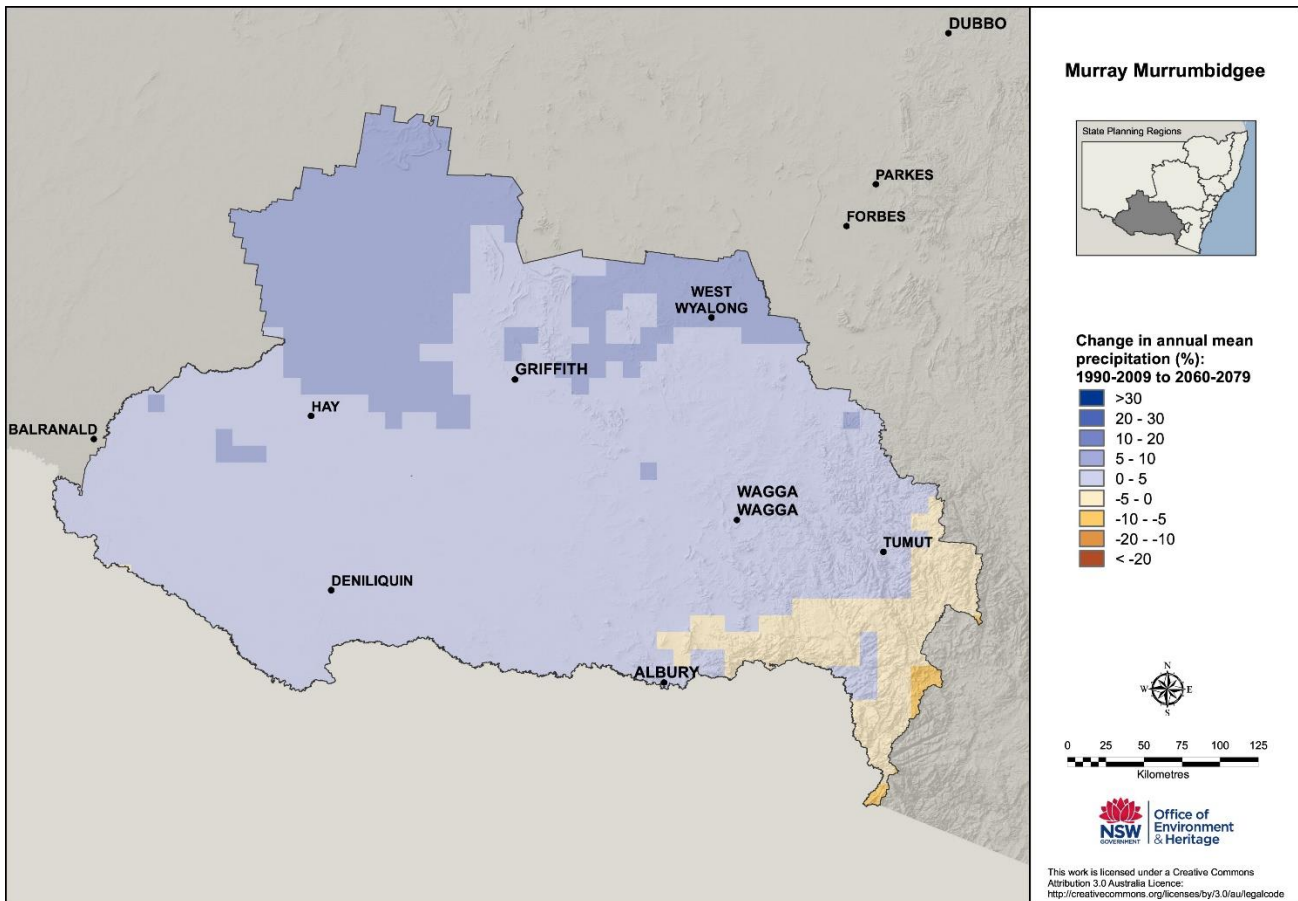 DUBBO
PARKES
FORBES
WEST
WYALONG
GRIFFITH
HAY
BALRANALD
WAGGA
WAGGA
TUMUT
DENILIQUIN
ALBURY
Murray Murrumbidgee
State Planning Regions
Change in annual mean
precipitation (%):
1990-2009 to 2060-2079
>30
20 - 30
10 - 20
5 - 10
0 - 5
-5 - 0
-10 - -5
-20 - -10
< -20
N
W E
S
0 25 50 75 100 125
Kilometres
NSW
GOVERNMENT
Office of
Environment
& Heritage
This work is licensed under a Creative Commons
Attribution 3.0 Australia Licence:
http://creativecommons.org/licenses/by/3.0/au/legalcode